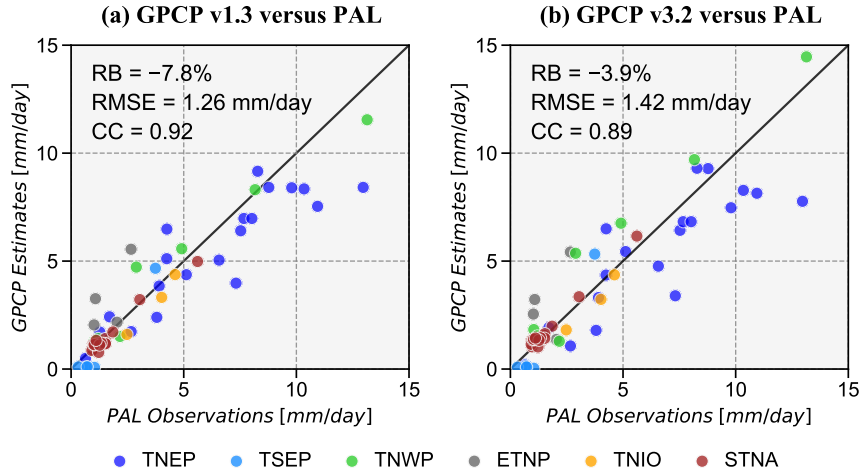 (a) GPCP v1.3 versus PAL
15
10
5
0
0
5
10
15
GPCP Estimates [mm/day]
PAL Observations [mm/day]
RB = −7.8%
RMSE = 1.26 mm/day
CC = 0.92
(b) GPCP v3.2 versus PAL
15
10
5
0
0
5
10
15
GPCP Estimates [mm/day]
PAL Observations [mm/day]
RB = −3.9%
RMSE = 1.42 mm/day
CC = 0.89
TNEP
TSEP
TNWP
ETNP
TNIO
STNA